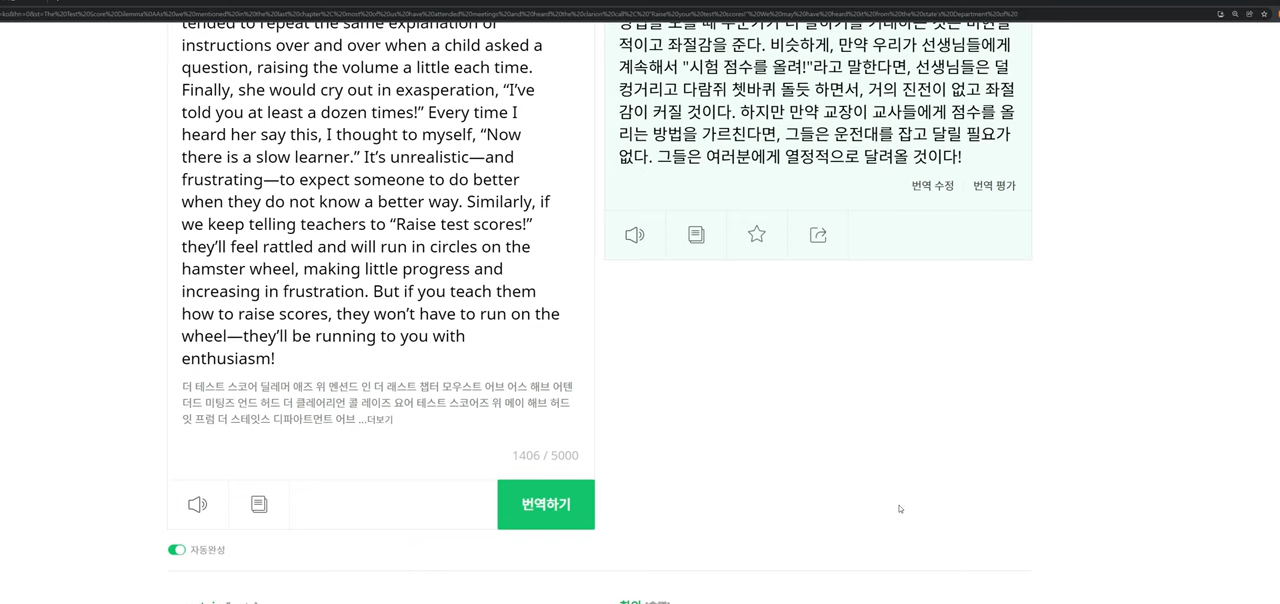 instructions over and over when a child asked a
question, raising the volume a little each time.
Finally, she would cry out in exasperation, “I’ve
told you at least a dozen times!” Every time I
heard her say this, I thought to myself, “Now
there is a slow learner.” It’s unrealistic—and
frustrating—to expect someone to do better
when they do not know a better way. Similarly, if
we keep telling teachers to “Raise test scores!”
they’ll feel rattled and will run in circles on the
hamster wheel, making little progress and
increasing in frustration. But if you teach them
how to raise scores, they won’t have to run on the
wheel—they’ll be running to you with
enthusiasm!
더 테스트 스코어 딜레머 애즈 위 멘션드 인 더 래스트 챕터 모우스트 어브 어스 해브 어텐
더드 미팅즈 언드 허드 더 클레어리언 콜 레이즈 요어 테스트 스코어즈 위 메이 해브 허드
잇 프럼 더 스테잇스 디파아트먼트 어브 ...더보기
1406 / 5000
번역하기
자동완성
적이고 좌절감을 준다. 비슷하게, 만약 우리가 선생님들에게
계속해서 "시험 점수를 올려!"라고 말한다면, 선생님들은 덜
컹거리고 다람쥐 쳇바퀴 돌듯 하면서, 거의 진전이 없고 좌절
감이 커질 것이다. 하지만 만약 교장이 교사들에게 점수를 올
리는 방법을 가르친다면, 그들은 운전대를 잡고 달릴 필요가
없다. 그들은 여러분에게 열정적으로 달려올 것이다!
번역 수정 번역 평가